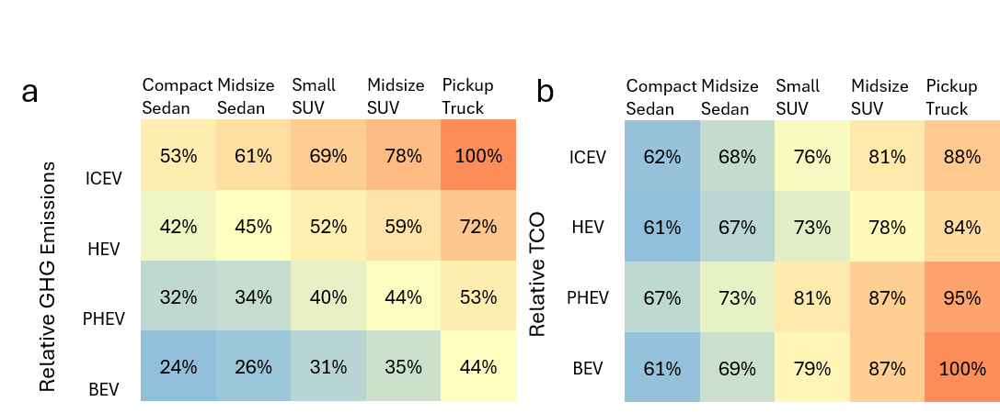 a
Compact Midsize Small Midsize Pickup
Sedan Sedan SUV SUV Truck
Relative GHG Emissions
ICEV 53% 61% 69% 78% 100%
HEV 42% 45% 52% 59% 72%
PHEV 32% 34% 40% 44% 53%
BEV 24% 26% 31% 35% 44%
b
Compact Midsize Small Midsize Pickup
Sedan Sedan SUV SUV Truck
Relative TCO
ICEV 62% 68% 76% 81% 88%
HEV 61% 67% 73% 78% 84%
PHEV 67% 73% 81% 87% 95%
BEV 61% 69% 79% 87% 100%